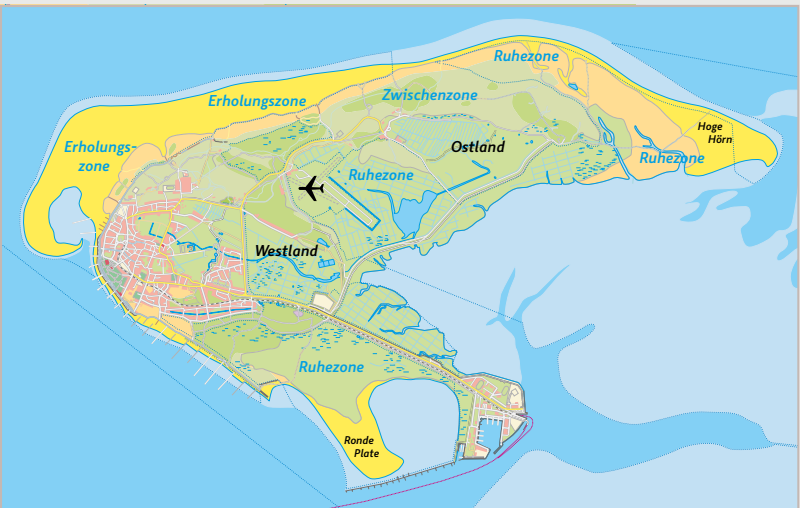 Ruhezone
Zwischenzone
Erholungszone
Hoge
Hörn
Erholungs-
zone
Ostland
Ruhezone
Ruhezone
Westland
Ruhezone
Ronde
Plate